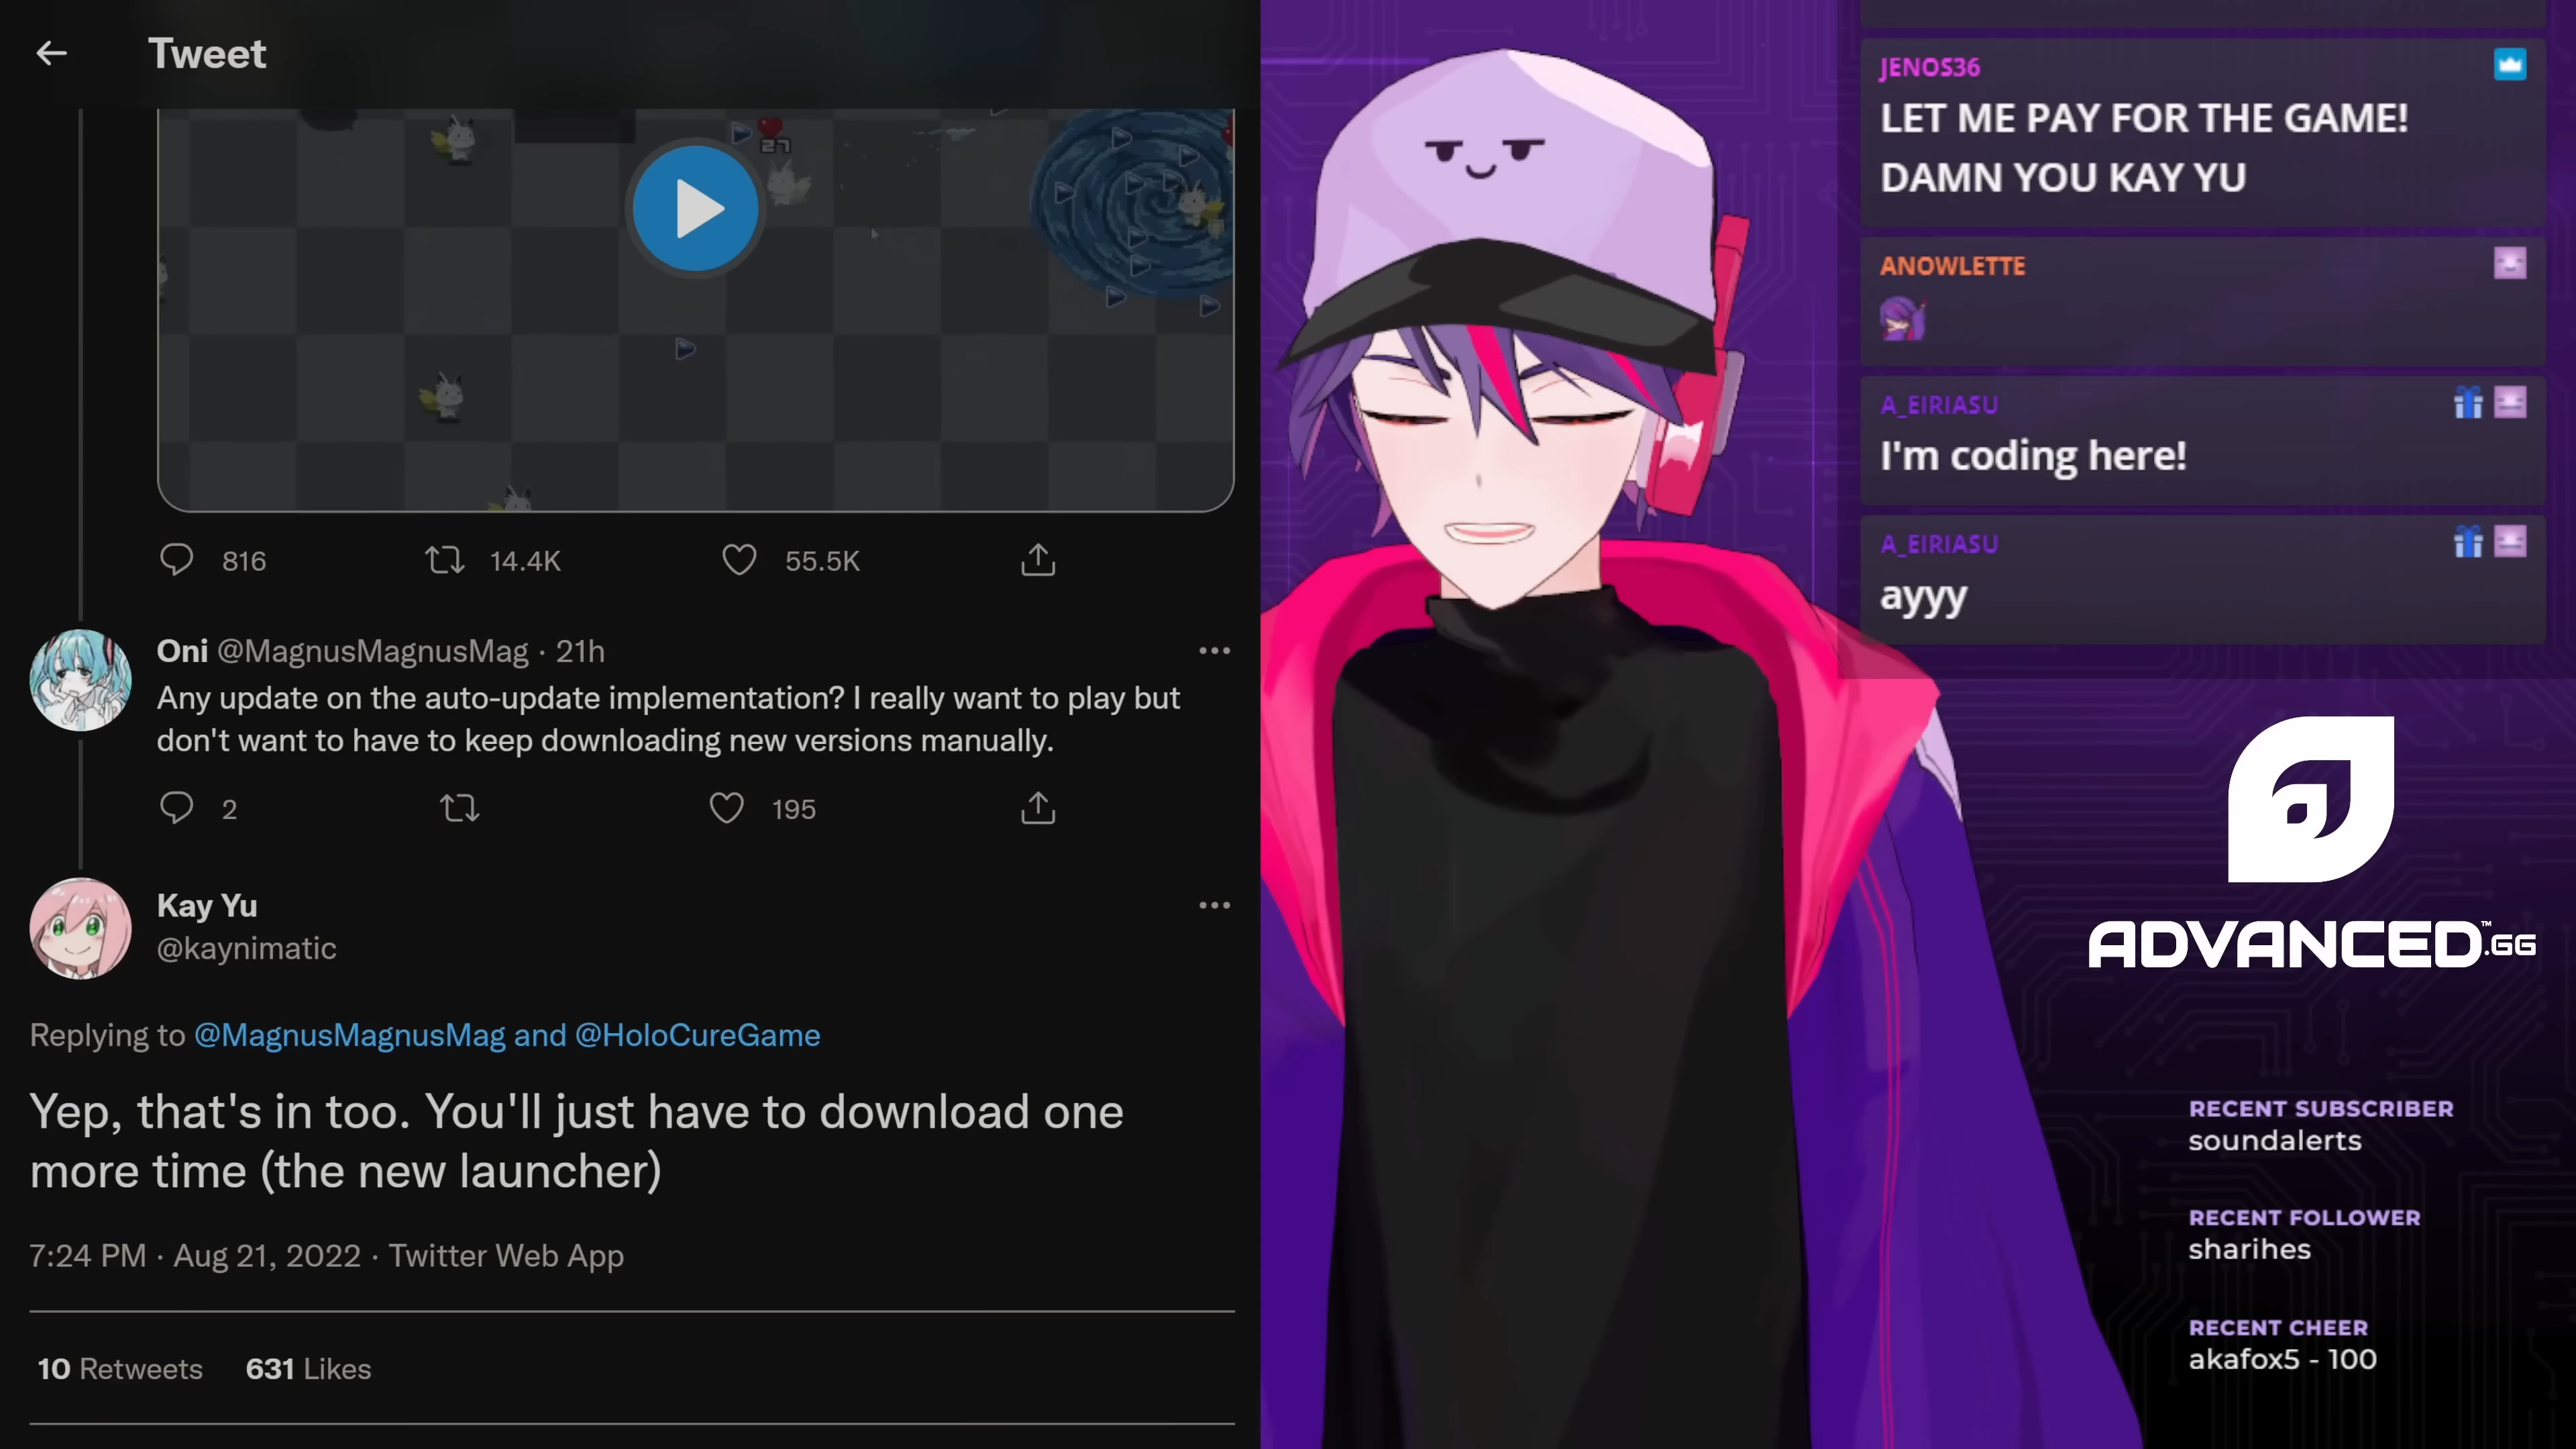 Tweet
27
816
14.4K
55.5K
Oni @MagnusMagnusMag · 21h
Any update on the auto-update implementation? I really want to play but
don't want to have to keep downloading new versions manually.
2
195
Kay Yu
@kaynimatic
Replying to @MagnusMagnusMag and @HoloCureGame
Yep, that's in too. You'll just have to download one
more time (the new launcher)
7:24 PM · Aug 21, 2022 · Twitter Web App
10 Retweets 631 Likes
JENOS36
LET ME PAY FOR THE GAME!
DAMN YOU KAY YU
ANOWLETTE
A_EIRIASU
I'm coding here!
A_EIRIASU
ayyy
ADVANCED™.GG
RECENT SUBSCRIBER
soundalerts
RECENT FOLLOWER
sharihes
RECENT CHEER
akafox5 - 100